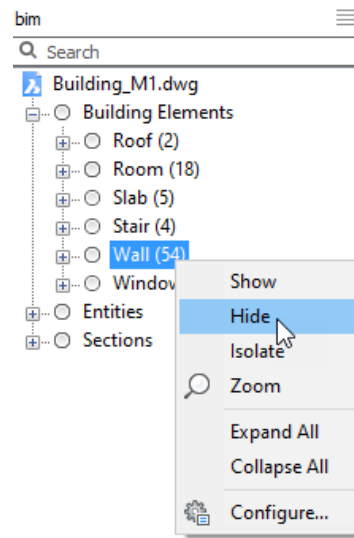 bim
Search
Building_M1.dwg
Building Elements
Roof (2)
Room (18)
Slab (5)
Stair (4)
Wall (54)
Window
Entities
Sections
Show
Hide
Isolate
Zoom
Expand All
Collapse All
Configure...